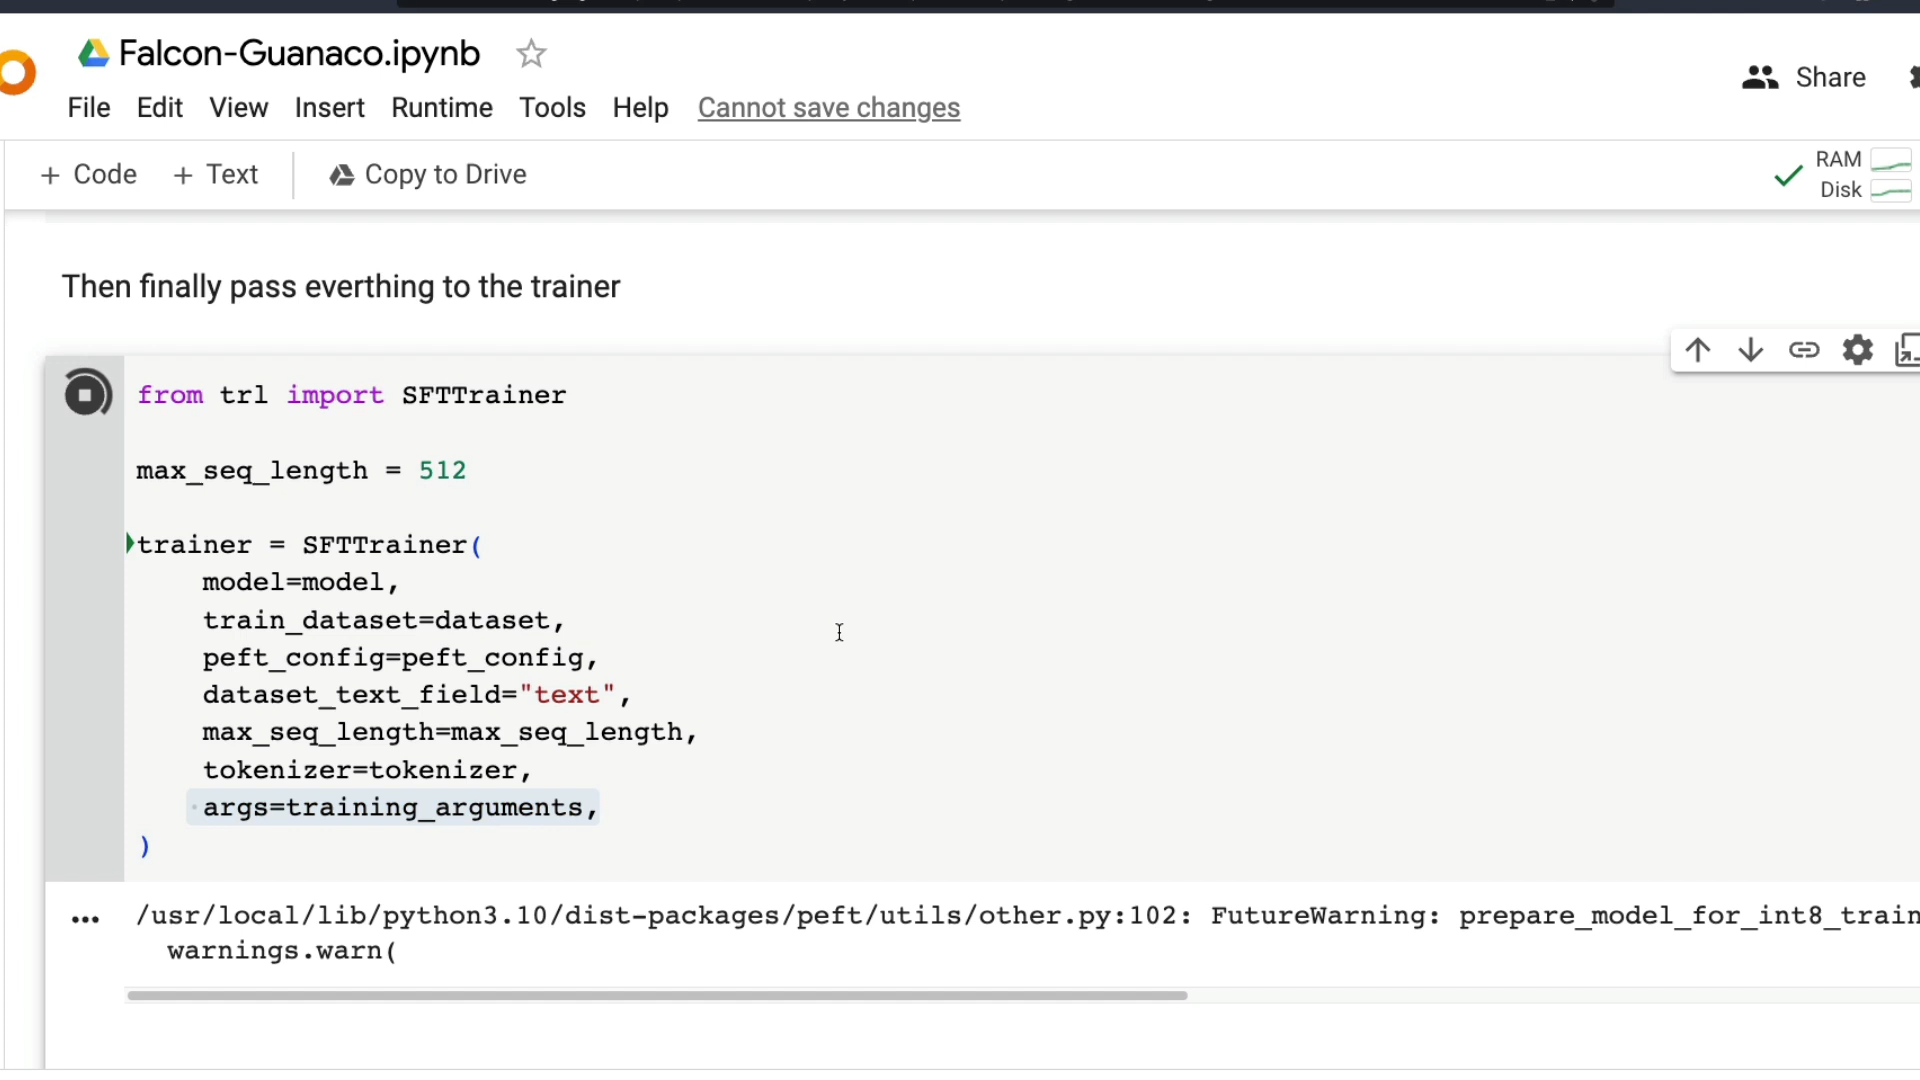 Falcon-Guanaco.ipynb
File Edit View Insert Runtime Tools Help Cannot save changes
Share
+ Code + Text Copy to Drive
RAM
Disk
Then finally pass everthing to the trainer
from trl import SFTTrainer
max_seq_length = 512
trainer = SFTTrainer(
model=model,
train_dataset=dataset,
peft_config=peft_config,
dataset_text_field="text",
max_seq_length=max_seq_length,
tokenizer=tokenizer,
args=training_arguments,
)
... /usr/local/lib/python3.10/dist-packages/peft/utils/other.py:102: FutureWarning: prepare_model_for_int8_train
warnings.warn(